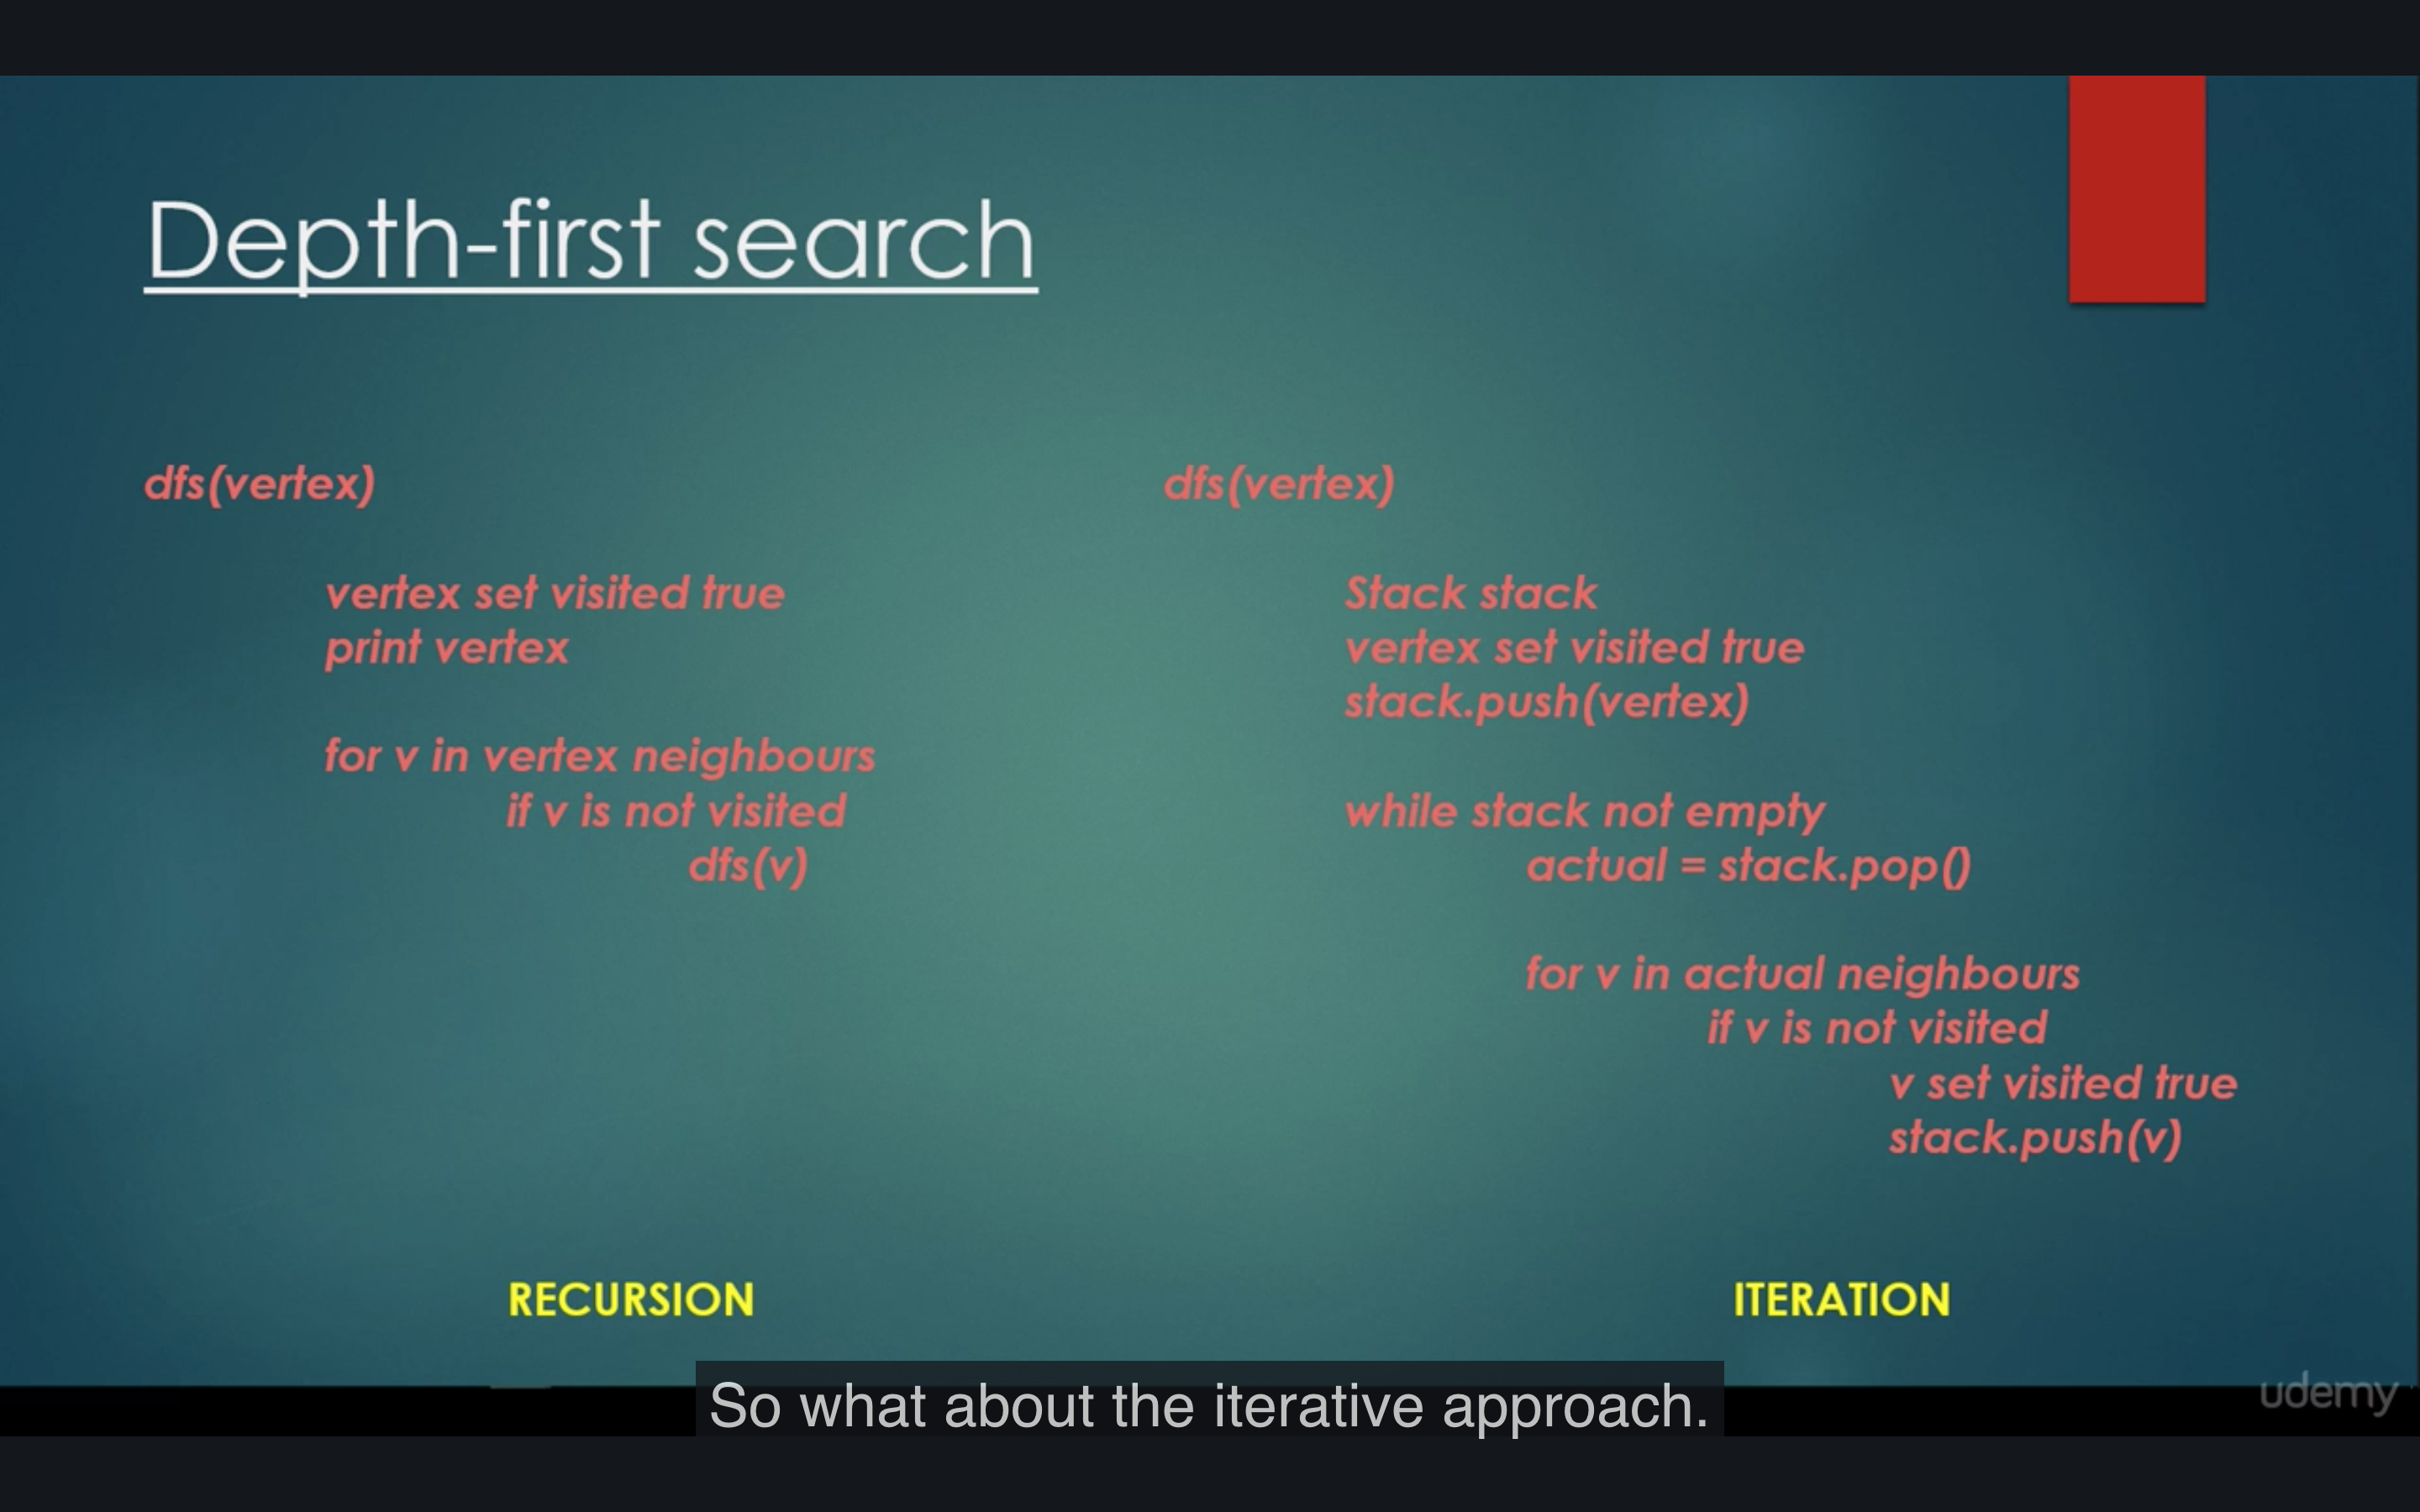 Depth-first search
dfs(vertex)
vertex set visited true
print vertex
for v in vertex neighbours
if v is not visited
dfs(v)
RECURSION
dfs(vertex)
Stack stack
vertex set visited true
stack.push(vertex)
while stack not empty
actual = stack.pop()
for v in actual neighbours
if v is not visited
v set visited true
stack.push(v)
ITERATION
So what about the iterative approach.
udemy